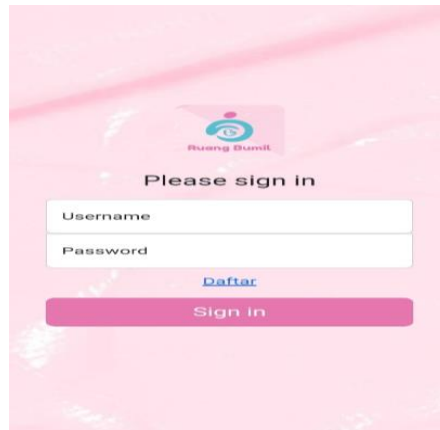 Ruang Bumil
Please sign in
Username
Password
Daftar
Sign in